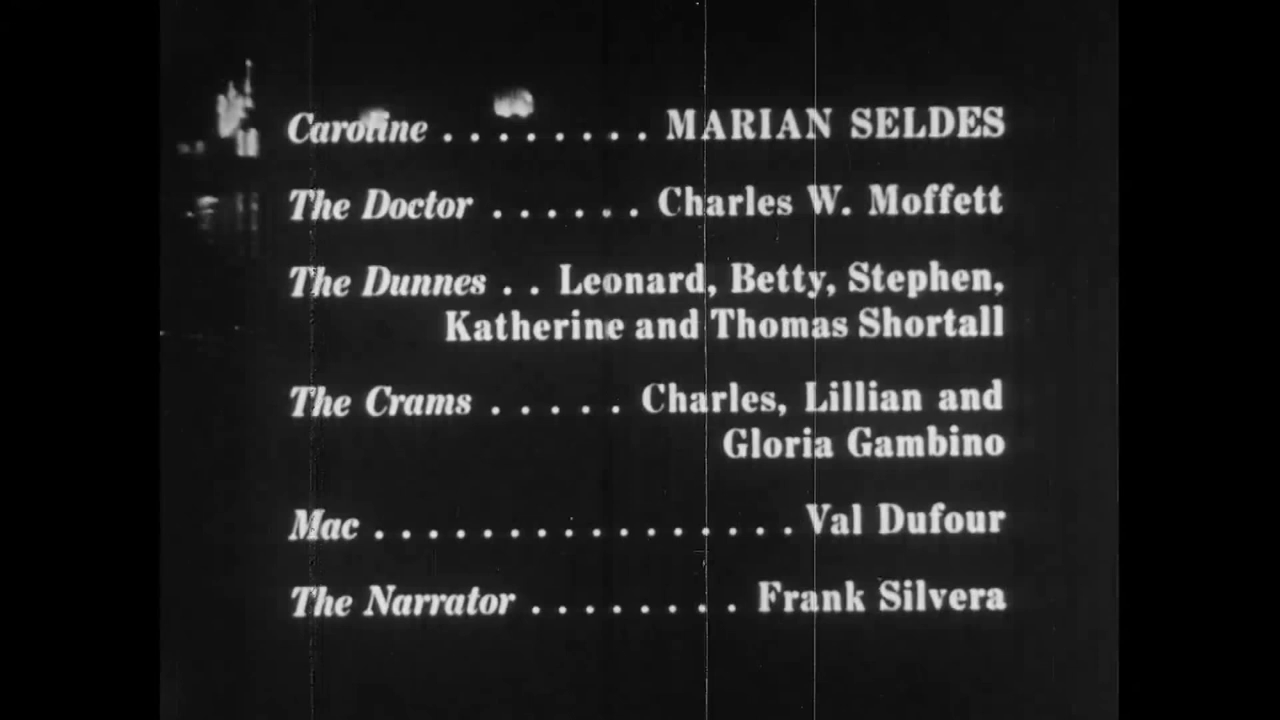 Caroline . . . . . . . . MARIAN SELDES
The Doctor . . . . . . Charles W. Moffett
The Dunnes . . Leonard, Betty, Stephen,
Katherine and Thomas Shortall
The Crams . . . . . Charles, Lillian and
Gloria Gambino
Mac . . . . . . . . . . . . . . . . Val Dufour
The Narrator . . . . . . . . Frank Silvera